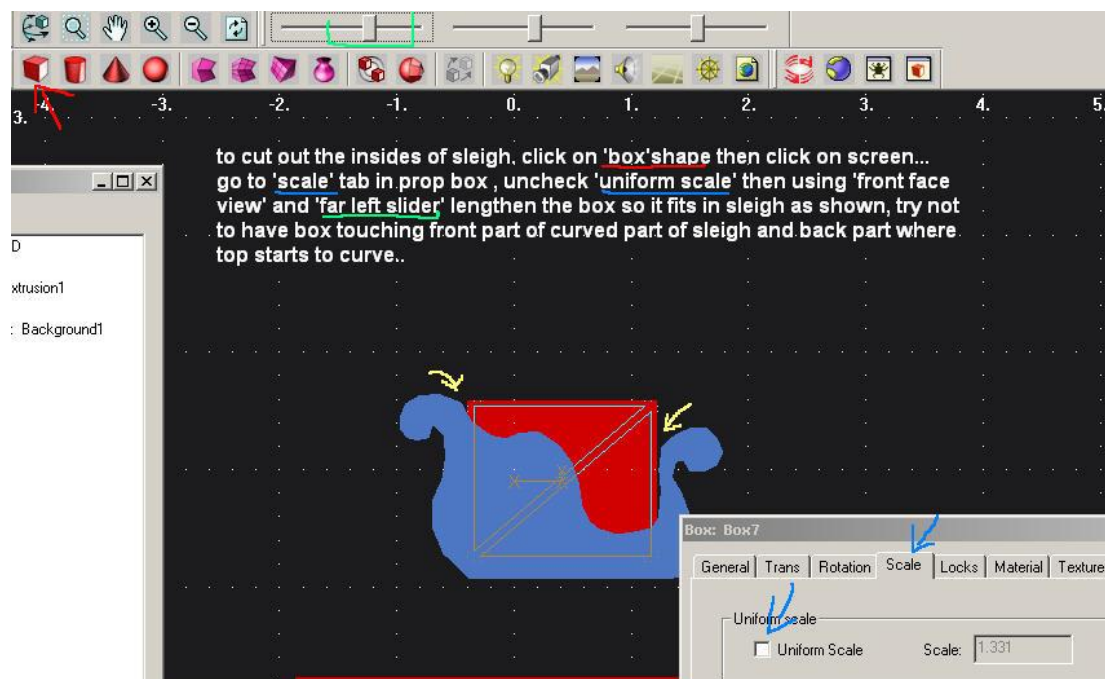 -4. -3. -2. -1. 0. 1. 2. 3. 4. 5.
3.
to cut out the insides of sleigh, click on 'box'shape then click on screen...
go to 'scale' tab in prop box , uncheck 'uniform scale' then using 'front face
view' and 'far left slider' lengthen the box so it fits in sleigh as shown, try not
to have box touching front part of curved part of sleigh and back part where
top starts to curve..
D
xtrusion1
: Background1
Box: Box7
General Trans Rotation Scale Locks Material Texture
Uniform scale
Uniform Scale Scale: 1.331